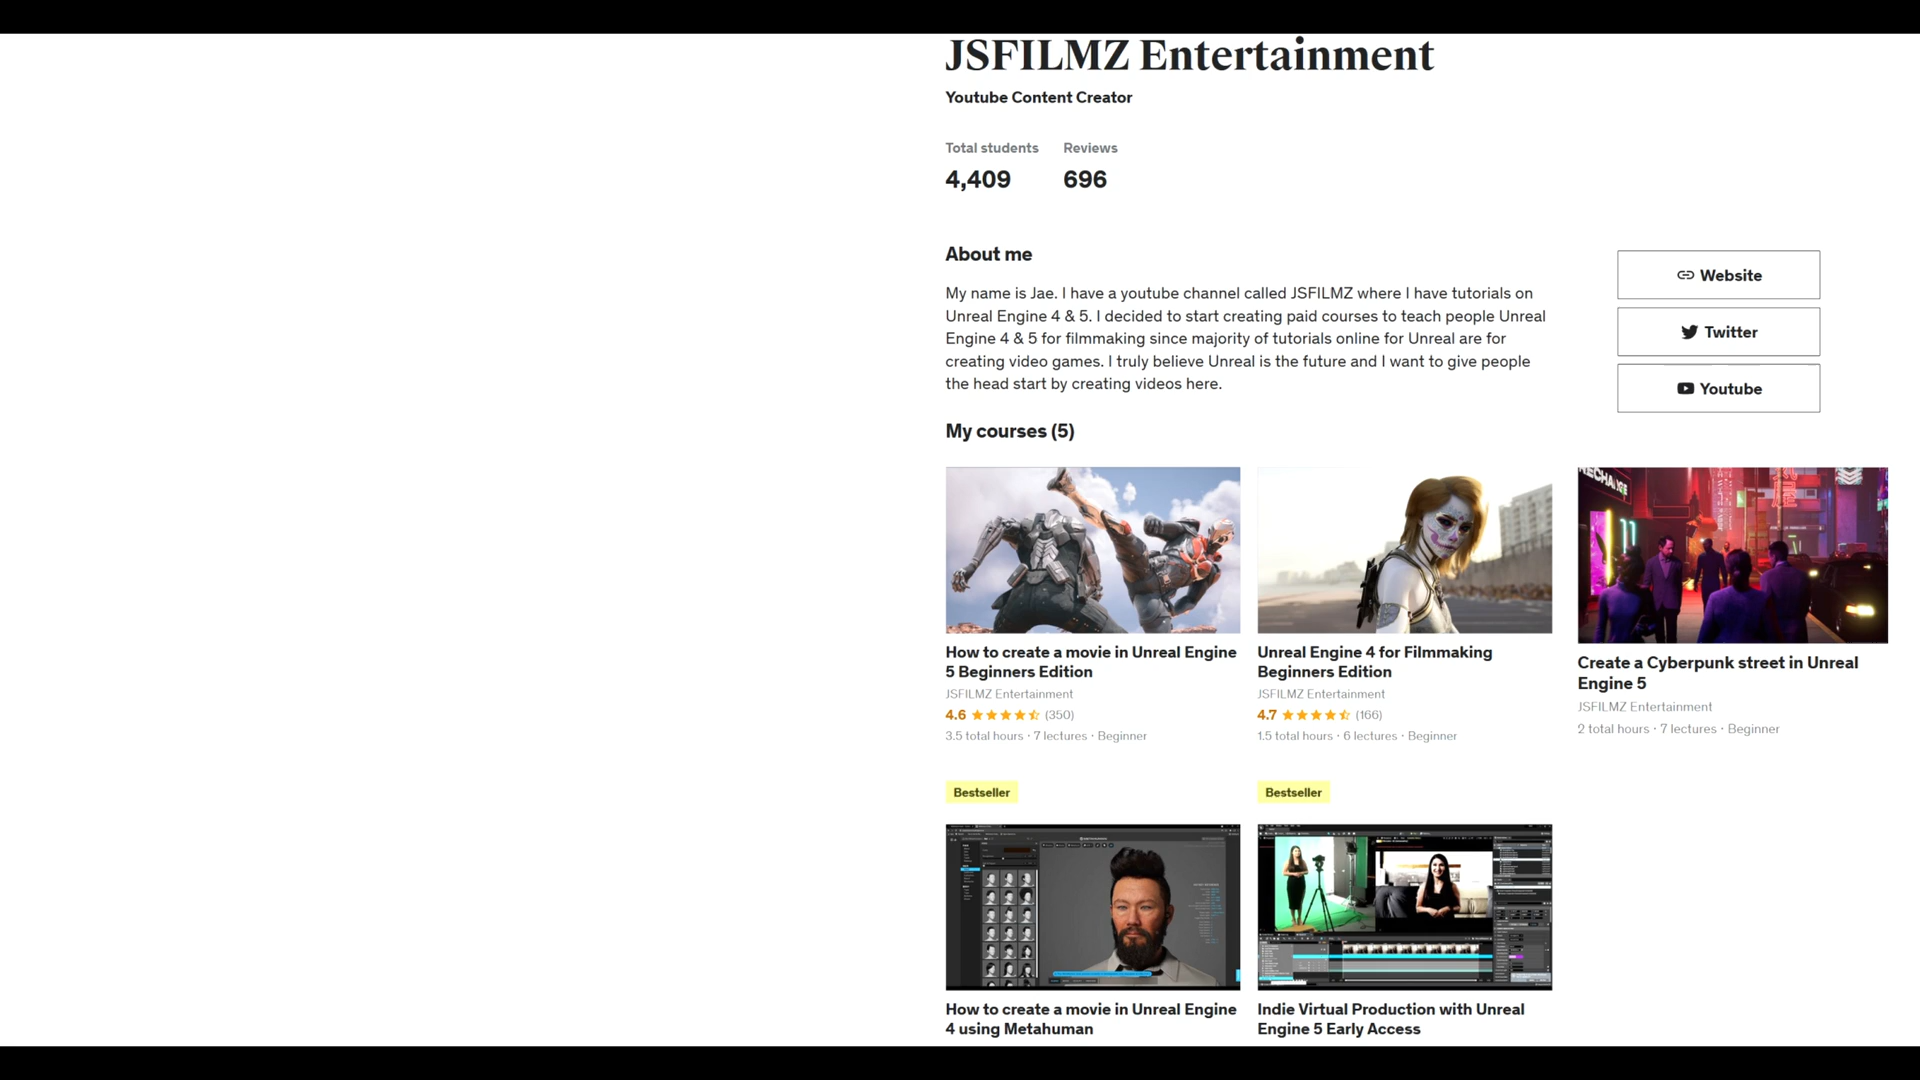 JSFILMZ Entertainment
Youtube Content Creator
Total students
Reviews
4,409
696
About me
My name is Jae. I have a youtube channel called JSFILMZ where I have tutorials on
Unreal Engine 4 & 5. I decided to start creating paid courses to teach people Unreal
Engine 4 & 5 for filmmaking since majority of tutorials online for Unreal are for
creating video games. I truly believe Unreal is the future and I want to give people
the head start by creating videos here.
Website
Twitter
Youtube
My courses (5)
How to create a movie in Unreal Engine
5 Beginners Edition
JSFILMZ Entertainment
4.6 (350)
3.5 total hours · 7 lectures · Beginner
Bestseller
Unreal Engine 4 for Filmmaking
Beginners Edition
JSFILMZ Entertainment
4.7 (166)
1.5 total hours · 6 lectures · Beginner
Bestseller
Create a Cyberpunk street in Unreal
Engine 5
JSFILMZ Entertainment
2 total hours · 7 lectures · Beginner
How to create a movie in Unreal Engine
4 using Metahuman
Indie Virtual Production with Unreal
Engine 5 Early Access